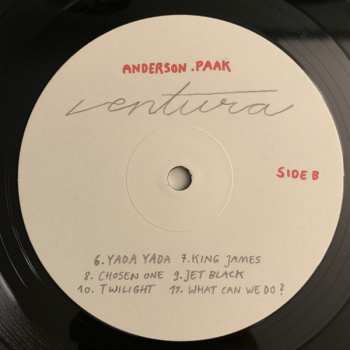 ANDERSON .PAAK
ventura
SIDE B
6. YADA YADA 7. KING JAMES
8. CHOSEN ONE 9. JET BLACK
10. TWILIGHT 11. WHAT CAN WE DO?